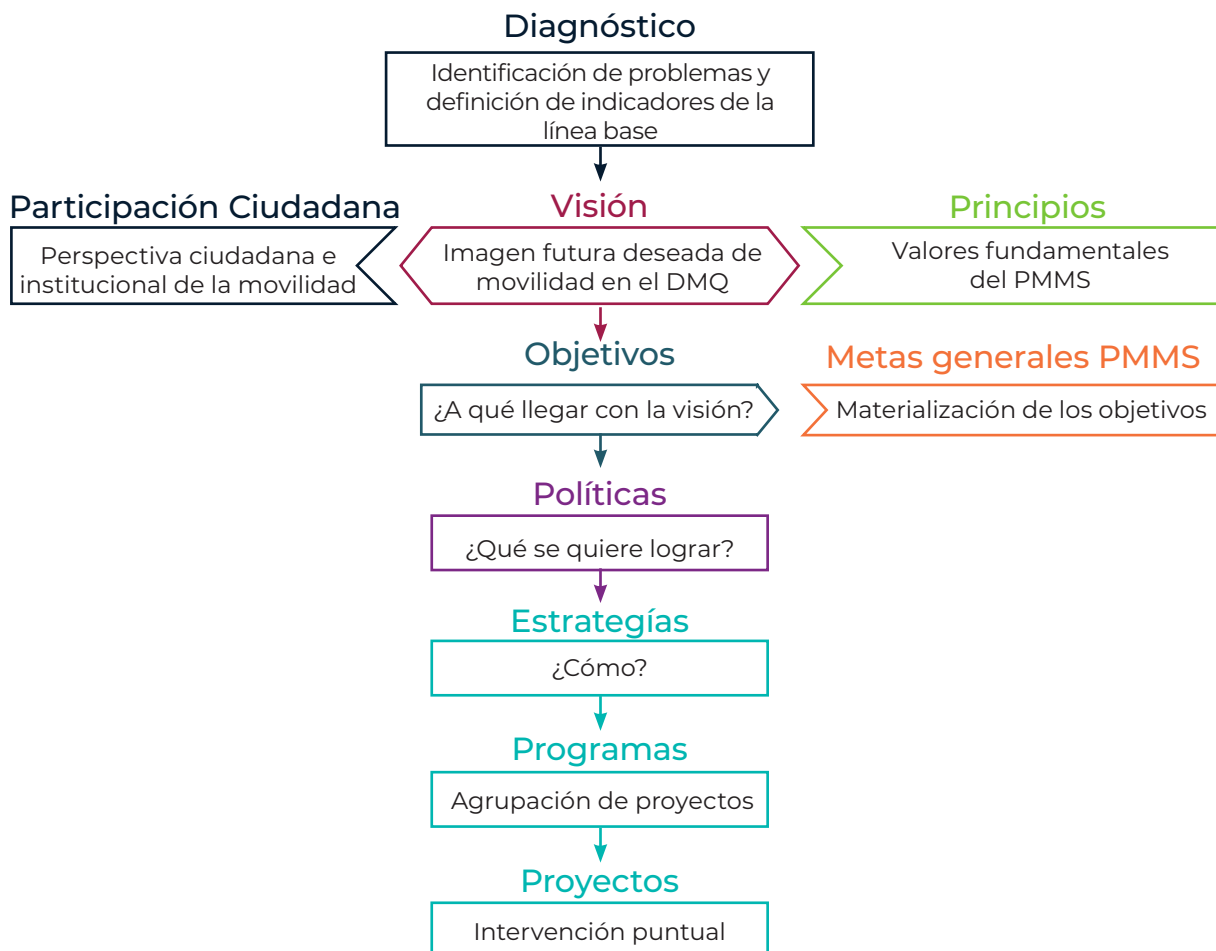 Diagnóstico
Identificación de problemas y
definición de indicadores de la
línea base
Participación Ciudadana
Perspectiva ciudadana e
institucional de la movilidad
Visión
Imagen futura deseada de
movilidad en el DMQ
Principios
Valores fundamentales
del PMMS
Objetivos
¿A qué llegar con la visión?
Metas generales PMMS
Materialización de los objetivos
Políticas
¿Qué se quiere lograr?
Estrategías
¿Cómo?
Programas
Agrupación de proyectos
Proyectos
Intervención puntual